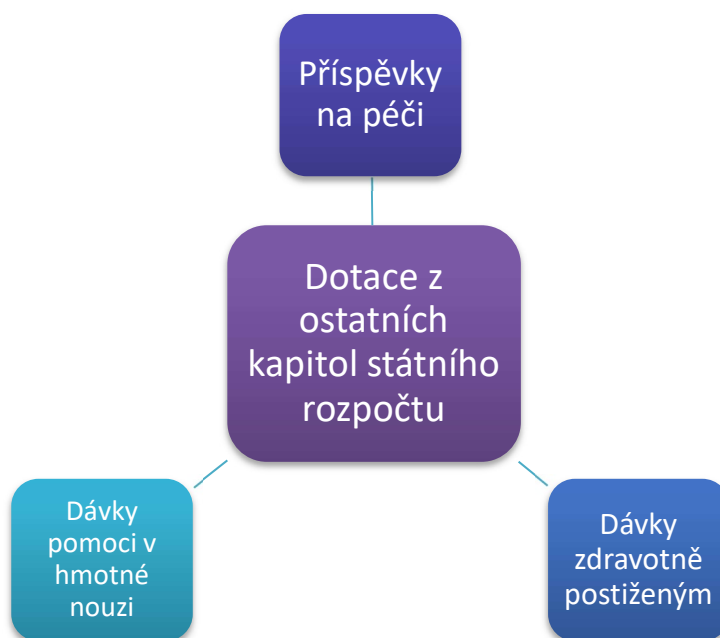 Příspěvky
na péči
Dotace z
ostatních
kapitol státního
rozpočtu
Dávky
pomoci v
hmotné
nouzi
Dávky
zdravotně
postiženým